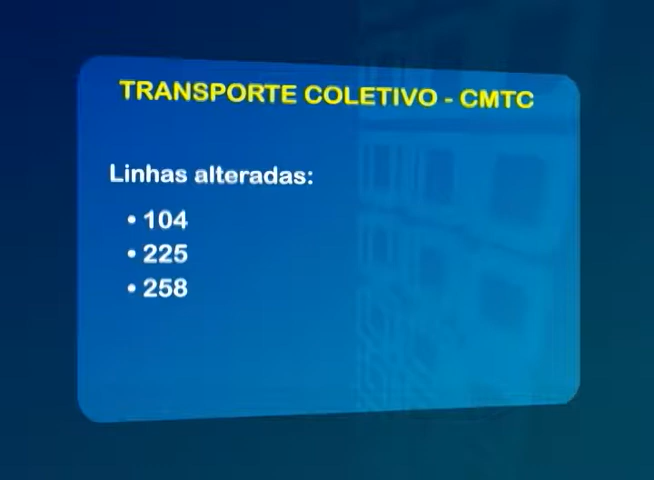 TRANSPORTE COLETIVO - CMTC
Linhas alteradas:
• 104
• 225
• 258